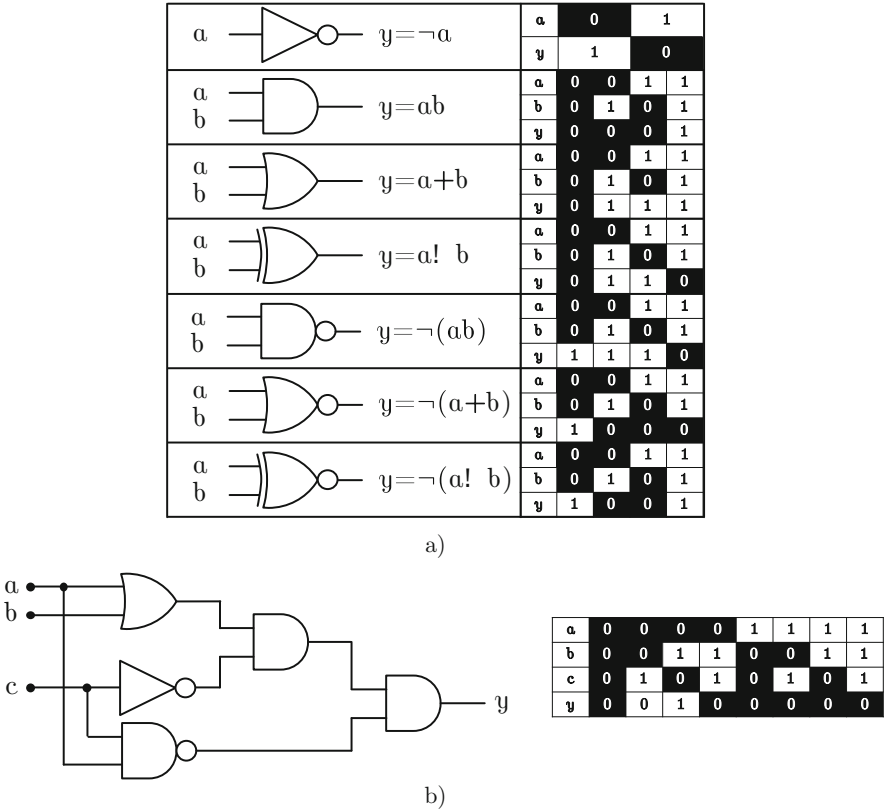 a y=¬a a 0 1
y 1 0
a a 0 0 1 1
b y=ab b 0 1 0 1
y 0 0 0 1
a a 0 0 1 1
b y=a+b b 0 1 0 1
y 0 1 1 1
a a 0 0 1 1
b y=a! b b 0 1 0 1
y 0 1 1 0
a a 0 0 1 1
b y=¬(ab) b 0 1 0 1
y 1 1 1 0
a a 0 0 1 1
b y=¬(a+b) b 0 1 0 1
y 1 0 0 0
a a 0 0 1 1
b y=¬(a! b) b 0 1 0 1
y 1 0 0 1
a)
a
b
c
y
a 0 0 0 0 1 1 1 1
b 0 0 1 1 0 0 1 1
c 0 1 0 1 0 1 0 1
y 0 0 1 0 0 0 0 0
b)